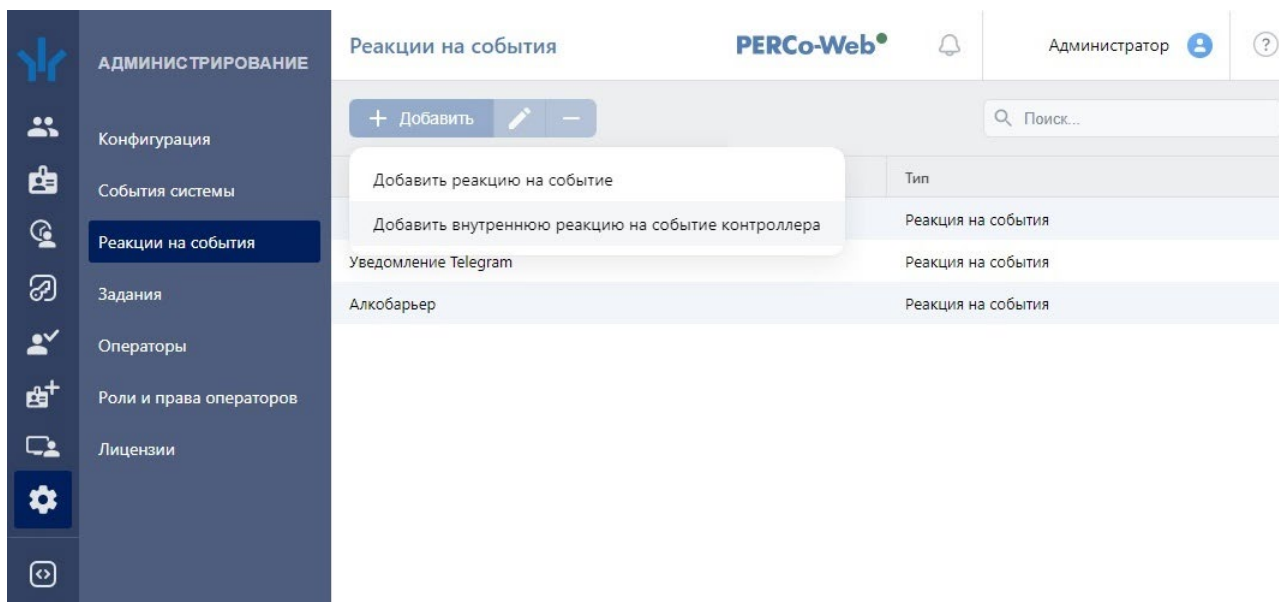 АДМИНИСТРИРОВАНИЕ
Конфигурация
События системы
Реакции на события
Задания
Операторы
Роли и права операторов
Лицензии
Реакции на события
PERCo-Web
Администратор
?
+ Добавить
Поиск...
Добавить реакцию на событие
Добавить внутреннюю реакцию на событие контроллера
Тип
Реакция на события
Уведомление Telegram
Реакция на события
Алкобарьер
Реакция на события